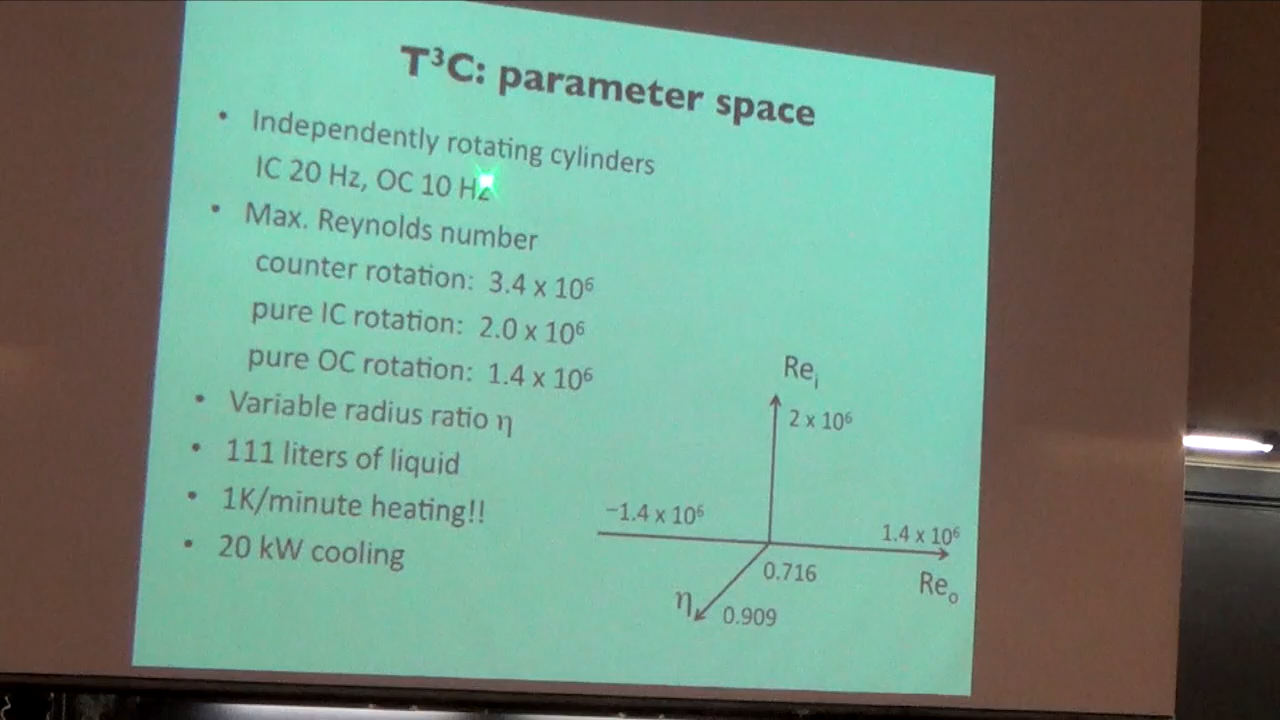 T³C: parameter space
• Independently rotating cylinders
IC 20 Hz, OC 10 Hz
• Max. Reynolds number
counter rotation: 3.4 x 10⁶
pure IC rotation: 2.0 x 10⁶
pure OC rotation: 1.4 x 10⁶
• Variable radius ratio η
• 111 liters of liquid
• 1K/minute heating!!
• 20 kW cooling
Reᵢ
2 x 10⁶
−1.4 x 10⁶
1.4 x 10⁶
0.716
Reₒ
η
0.909